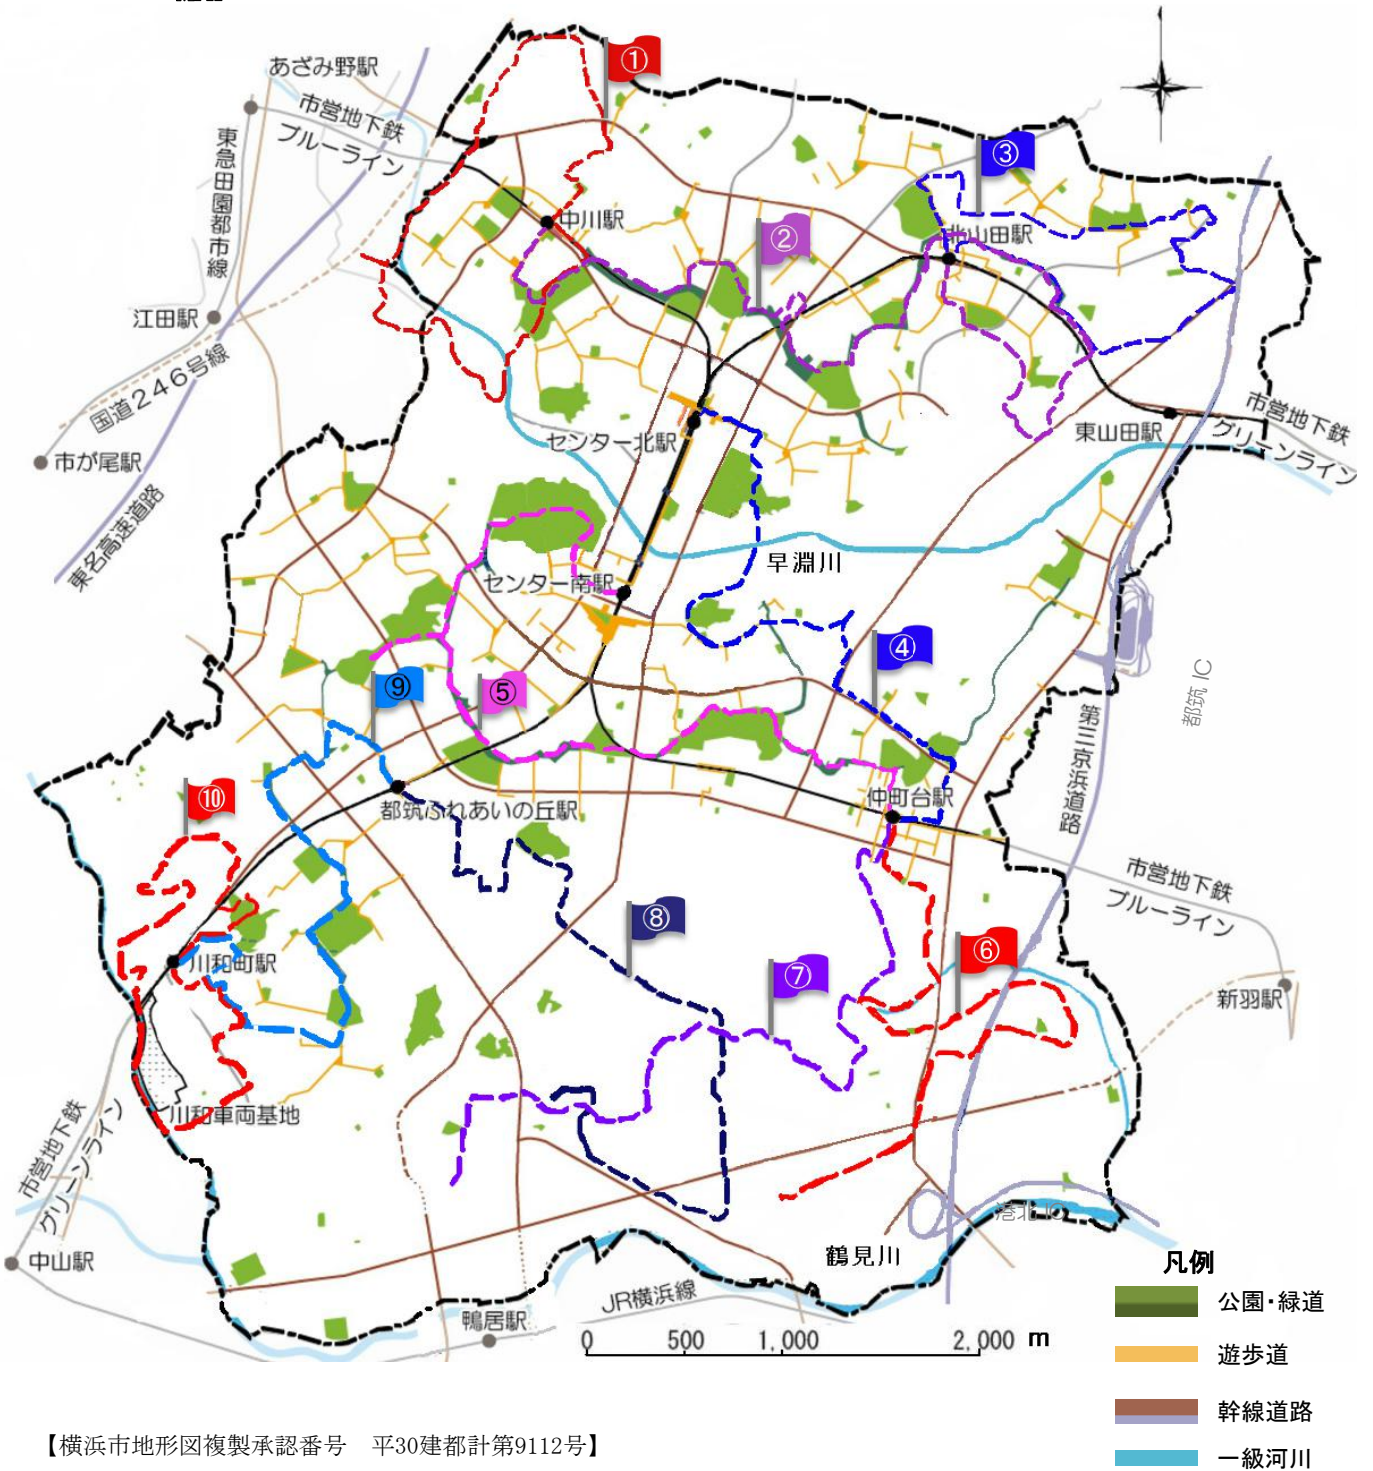 ①
あざみ野駅
市営地下鉄
ブルーライン
③
東急田園都市線
中川駅
②
北山田駅
江田駅
国道246号線
市営地下鉄
グリーンライン
東山田駅
センター北駅
市が尾駅
東名高速道路
早淵川
センター南駅
④
⑨
⑤
都筑 IC
第三京浜道路
⑩
都筑ふれあいの丘駅
仲町台駅
市営地下鉄
ブルーライン
⑧
⑥
⑦
川和町駅
新羽駅
川和車両基地
市営地下鉄
グリーンライン
港北 IC
鶴見川
中山駅
凡例
JR横浜線
公園・緑道
鴨居駅
0 500 1,000 2,000 m
遊歩道
幹線道路
【横浜市地形図複製承認番号　平30建都計第9112号】
一級河川